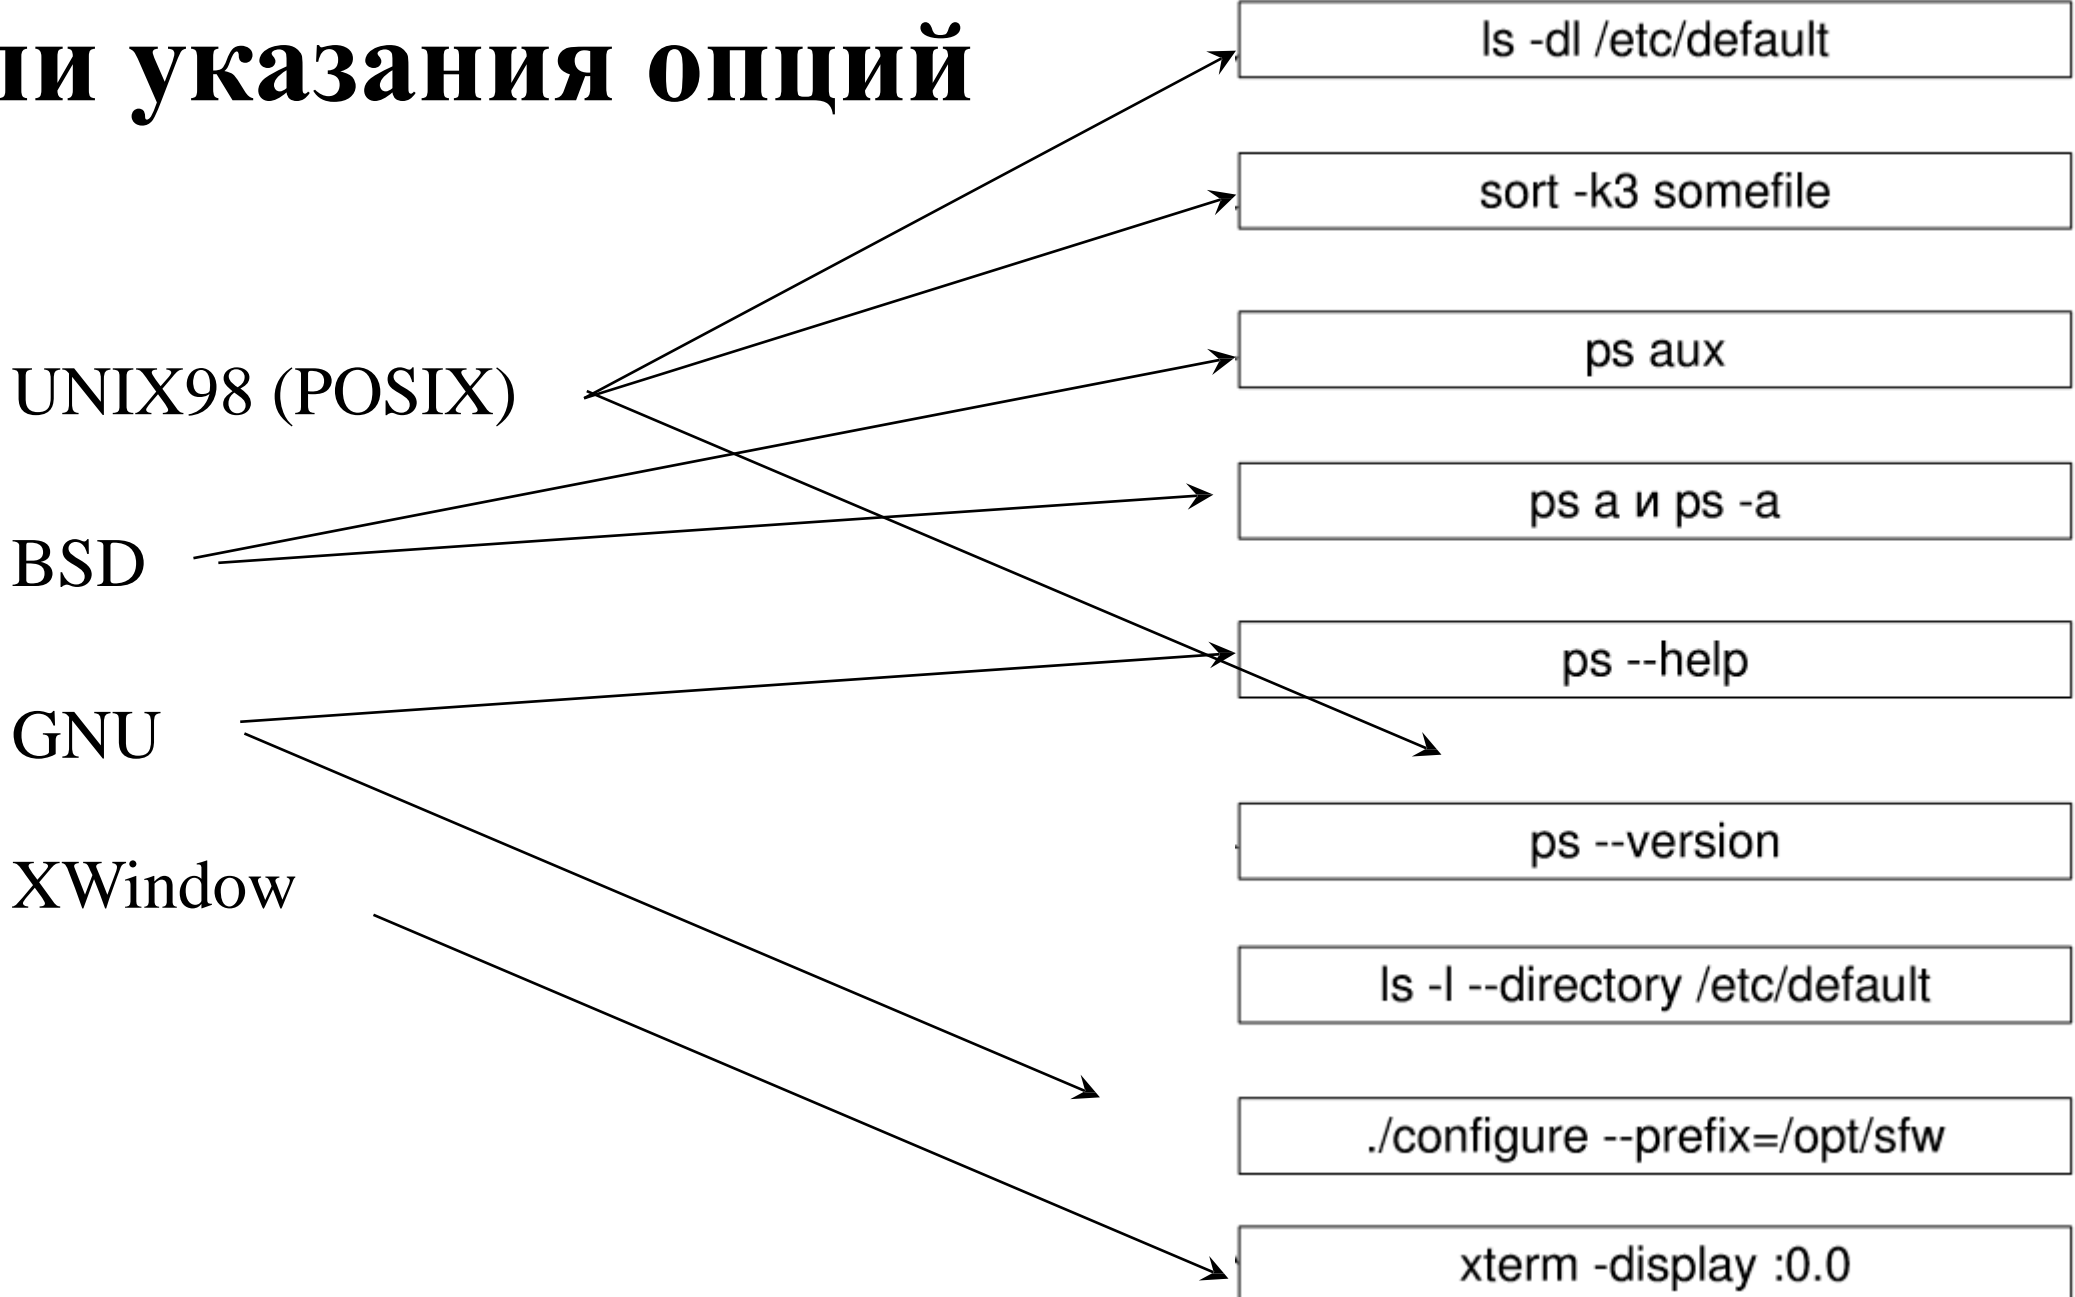 указания опций
ls -dl /etc/default
sort -k3 somefile
ps aux
UNIX98 (POSIX)
ps a и ps -a
BSD
ps --help
GNU
ps --version
XWindow
ls -l --directory /etc/default
./configure --prefix=/opt/sfw
xterm -display :0.0